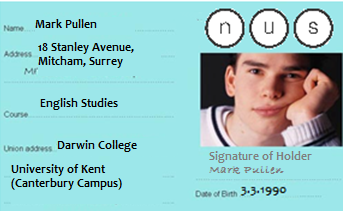 Name Mark Pullen
Address 18 Stanley Avenue,
Mitcham, Surrey
Mr
Course English Studies
Union address Darwin College
University of Kent
(Canterbury Campus)
nus
Signature of Holder
Mark Pullen
Date of Birth 3.3.1990